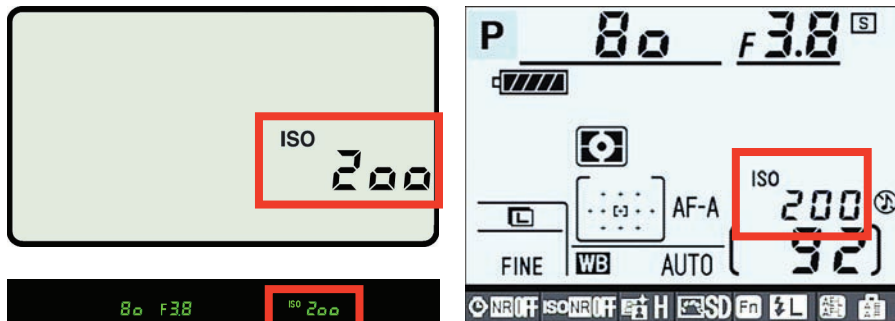 ISO
200
80 F3.8 ISO 200
P 80 F3.8 S
ISO
AF-A 200
L
FINE WB AUTO [92]
NR OFF ISO NR OFF H SD Fn L AE-L